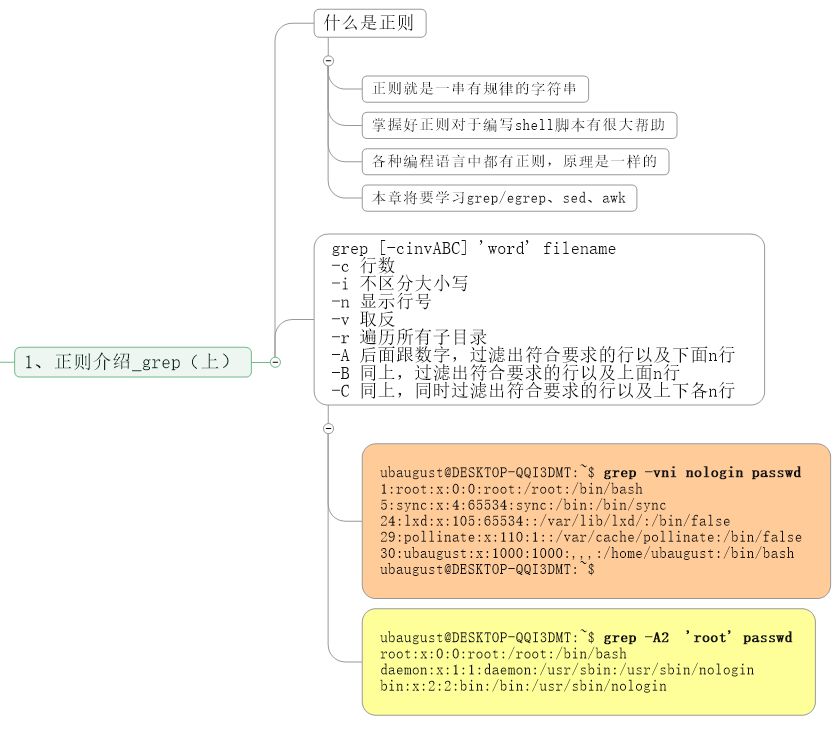 什么是正则
正则就是一串有规律的字符串
掌握好正则对于编写shell脚本有很大帮助
各种编程语言中都有正则，原理是一样的
本章将要学习grep/egrep、sed、awk
1、正则介绍_grep（上）
grep [-cinvABC] 'word' filename
-c 行数
-i 不区分大小写
-n 显示行号
-v 取反
-r 遍历所有子目录
-A 后面跟数字，过滤出符合要求的行以及下面n行
-B 同上，过滤出符合要求的行以及上面n行
-C 同上，同时过滤出符合要求的行以及上下各n行
ubaugust@DESKTOP-QQI3DMT:~$ grep -vni nologin passwd
1:root:x:0:0:root:/root:/bin/bash
5:sync:x:4:65534:sync:/bin:/bin/sync
24:lxd:x:105:65534::/var/lib/lxd/:/bin/false
29:pollinate:x:110:1::/var/cache/pollinate:/bin/false
30:ubaugust:x:1000:1000:,,,:/home/ubaugust:/bin/bash
ubaugust@DESKTOP-QQI3DMT:~$
ubaugust@DESKTOP-QQI3DMT:~$ grep -A2  'root' passwd
root:x:0:0:root:/root:/bin/bash
daemon:x:1:1:daemon:/usr/sbin:/usr/sbin/nologin
bin:x:2:2:bin:/bin:/usr/sbin/nologin